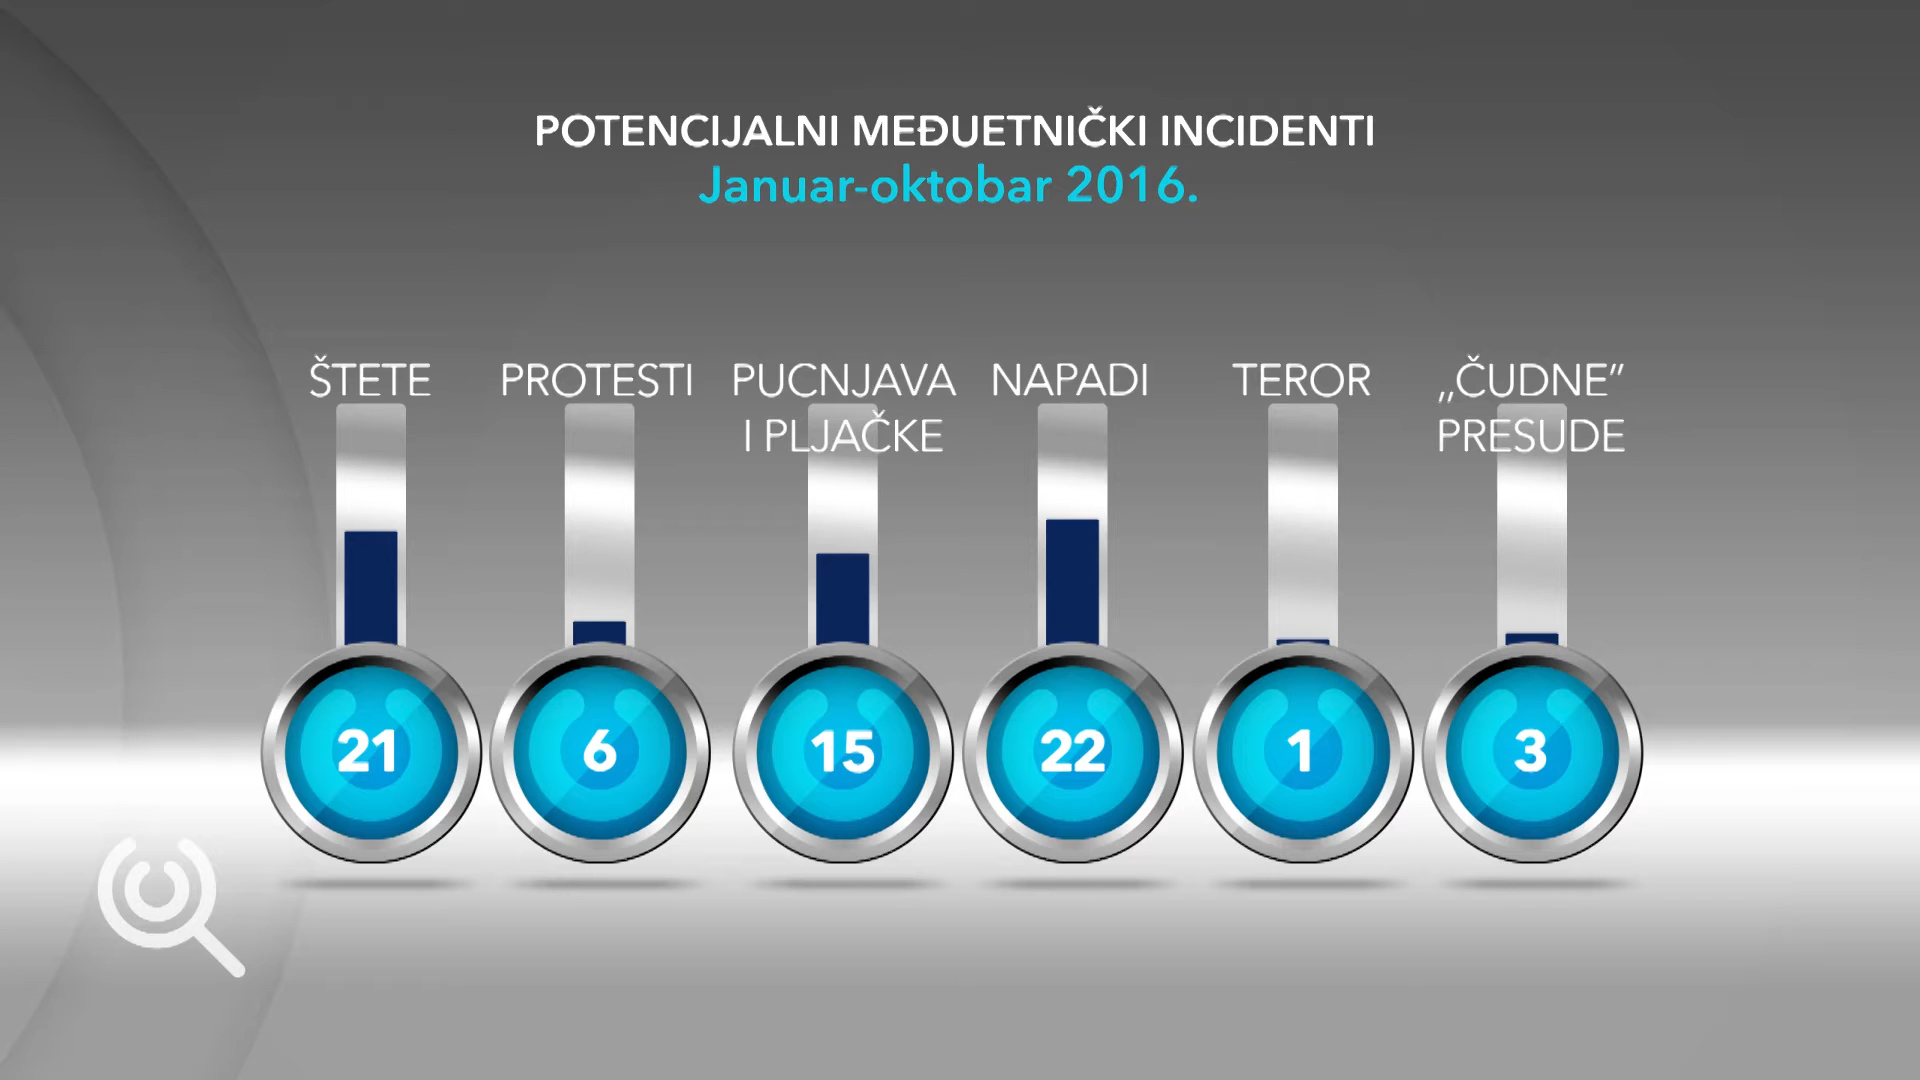 POTENCIJALNI MEĐUETNIČKI INCIDENTI
Januar-oktobar 2016.
ŠTETE
PROTESTI
PUCNJAVA
I PLJAČKE
NAPADI
TEROR
„ČUDNE”
PRESUDE
21
6
15
22
1
3